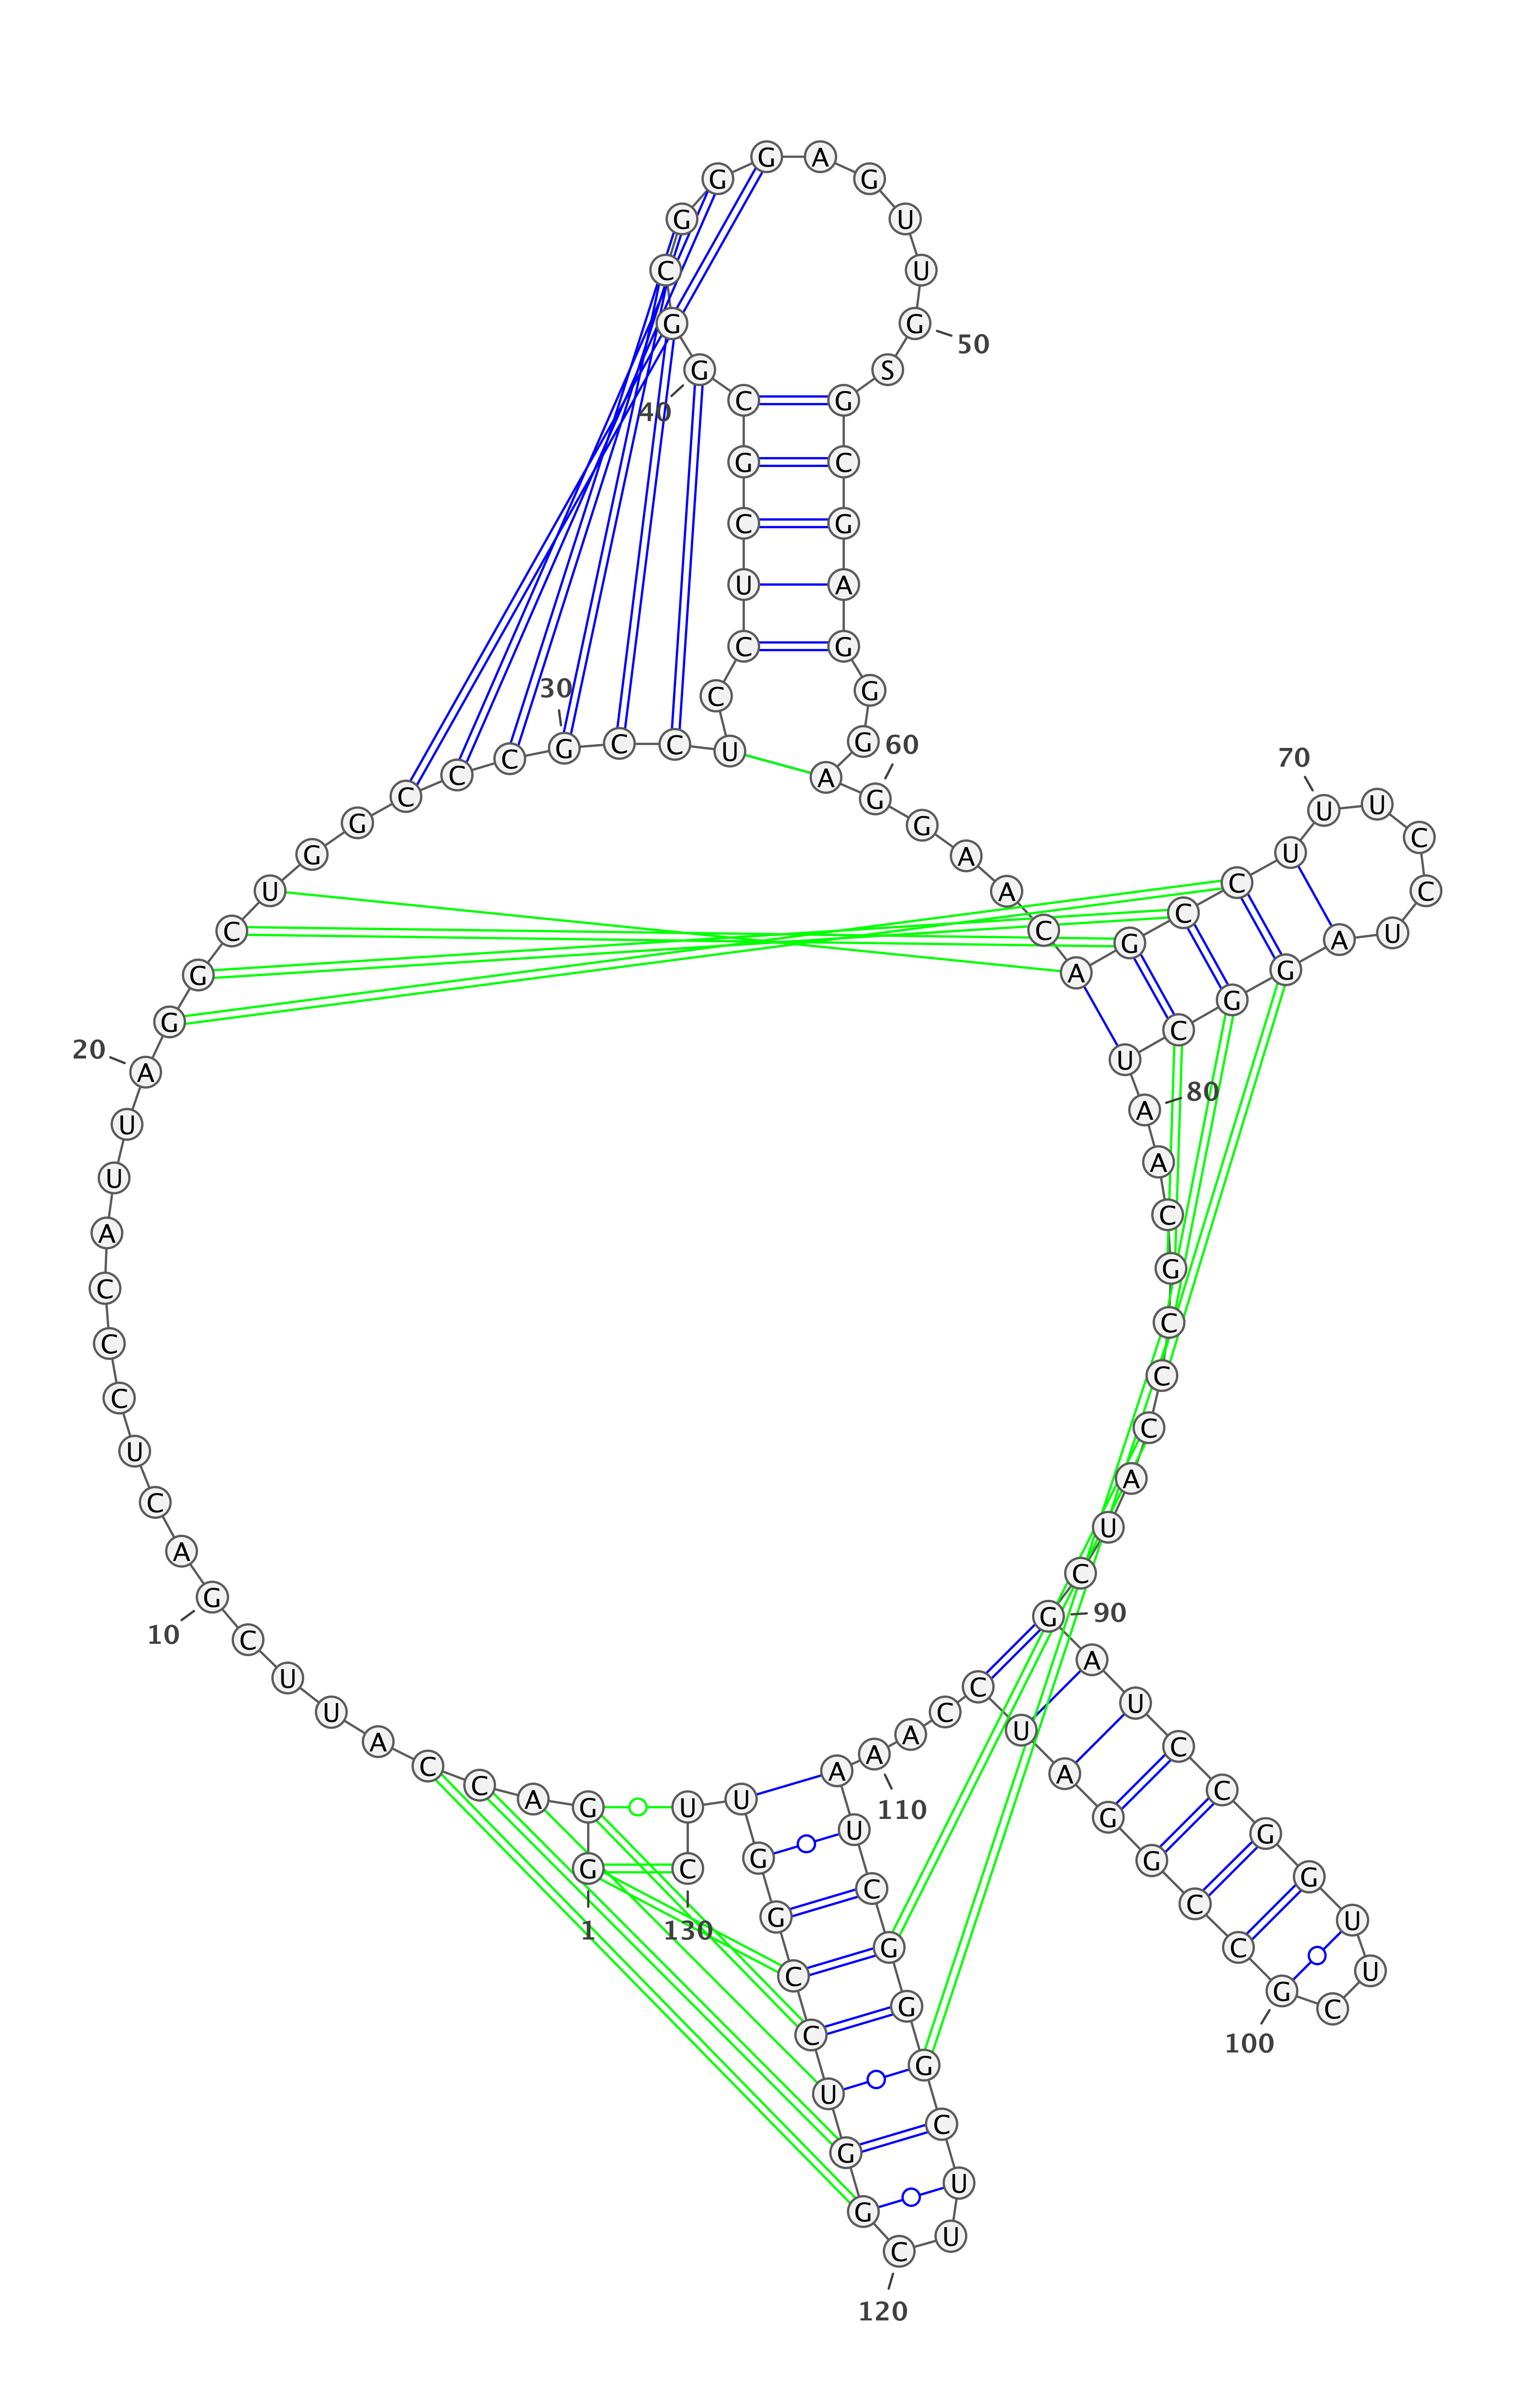 G G A C C A U U C G
A C U C C C A U U A
G G C U G G C C C G
C C U C C U C G C G
G C G G G A G U U G
S G C G A G G G A G
G A A C A G C C U U
U C C U A G G C U A
A C G C C C A U C G
A U C C G G U U C G
C C G G A U C C A A
A U C G G G C U U C
G G U C C G G U U C
1
10
20
30
40
50
60
70
80
90
100
110
120
130